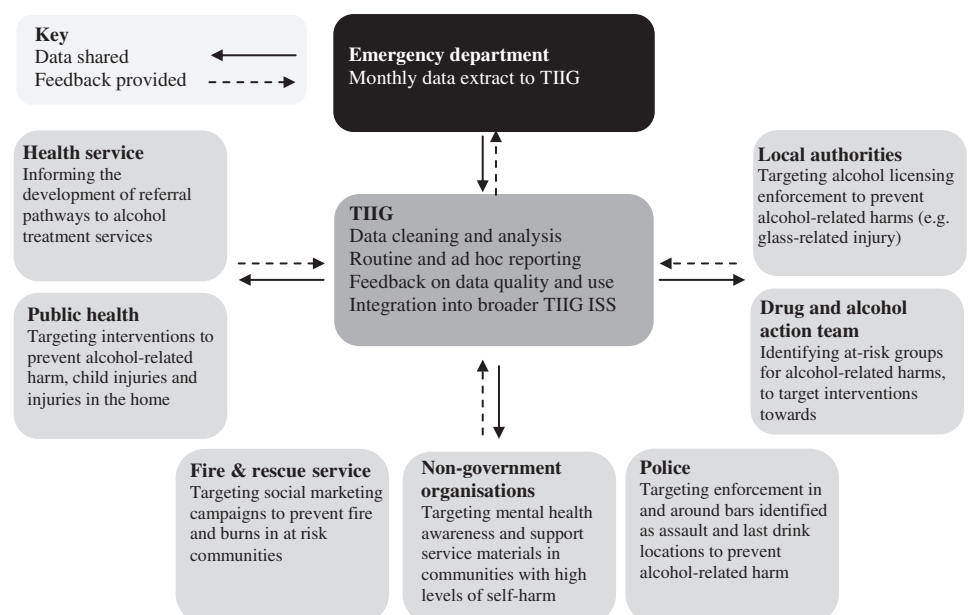 Key
Data shared
Feedback provided
Emergency department
Monthly data extract to TIIG
Health service
Informing the
development of referral
pathways to alcohol
treatment services
Public health
Targeting interventions to
prevent alcohol-related
harm, child injuries and
injuries in the home
TIIG
Data cleaning and analysis
Routine and ad hoc reporting
Feedback on data quality and use
Integration into broader TIIG ISS
Local authorities
Targeting alcohol licensing
enforcement to prevent
alcohol-related harms (e.g.
glass-related injury)
Drug and alcohol
action team
Identifying at-risk groups
for alcohol-related harms,
to target interventions
towards
Fire & rescue service
Targeting social marketing
campaigns to prevent fire
and burns in at risk
communities
Non-government
organisations
Targeting mental health
awareness and support
service materials in
communities with high
levels of self-harm
Police
Targeting enforcement in
and around bars identified
as assault and last drink
locations to prevent
alcohol-related harm